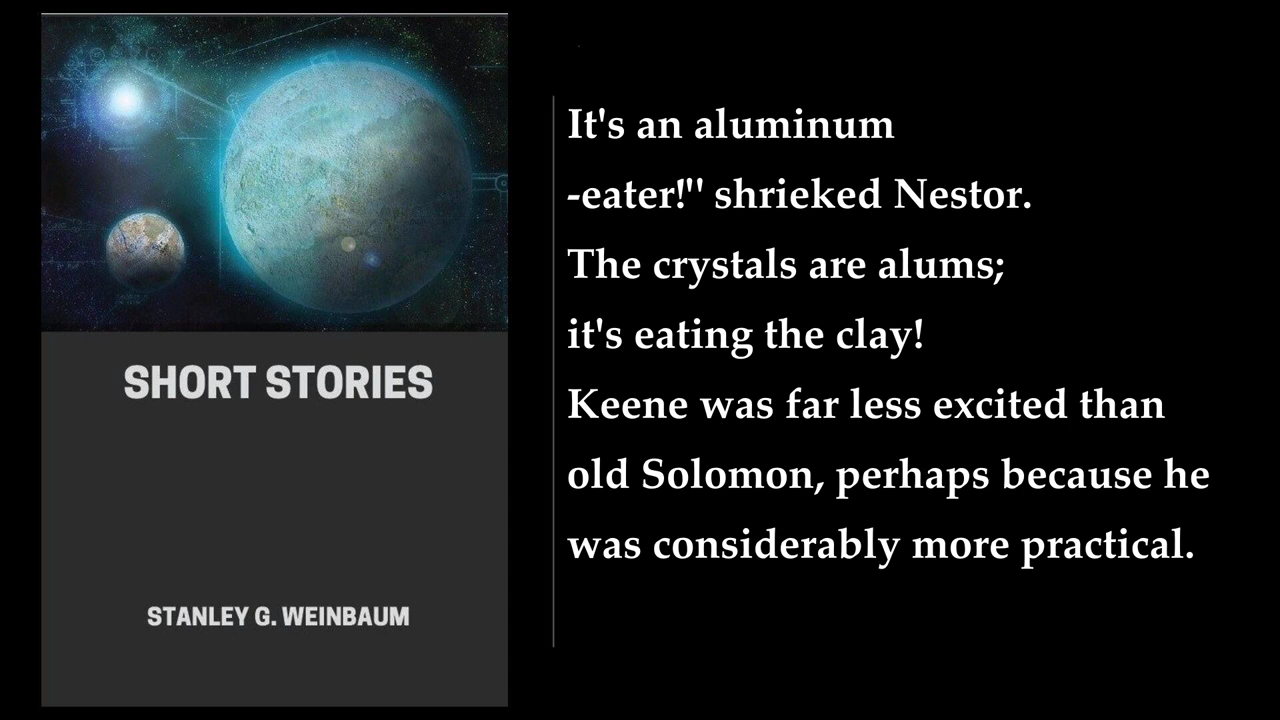 SHORT STORIES
STANLEY G. WEINBAUM
It's an aluminum
-eater!'" shrieked Nestor.
The crystals are alums;
it's eating the clay!
Keene was far less excited than
old Solomon, perhaps because he
was considerably more practical.